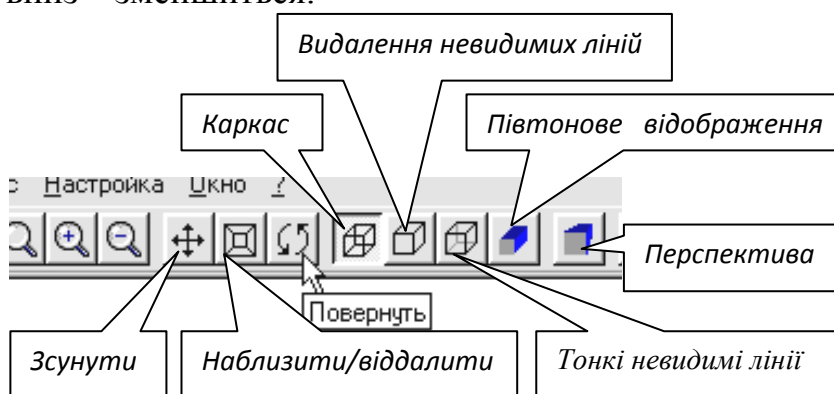 вниз – зменшиться.
Видалення невидимих ліній
Каркас
Півтонове відображення
с Настройка Окно ?
Перспектива
Повернуть
Зсунути
Наблизити/віддалити
Тонкі невидимі лінії